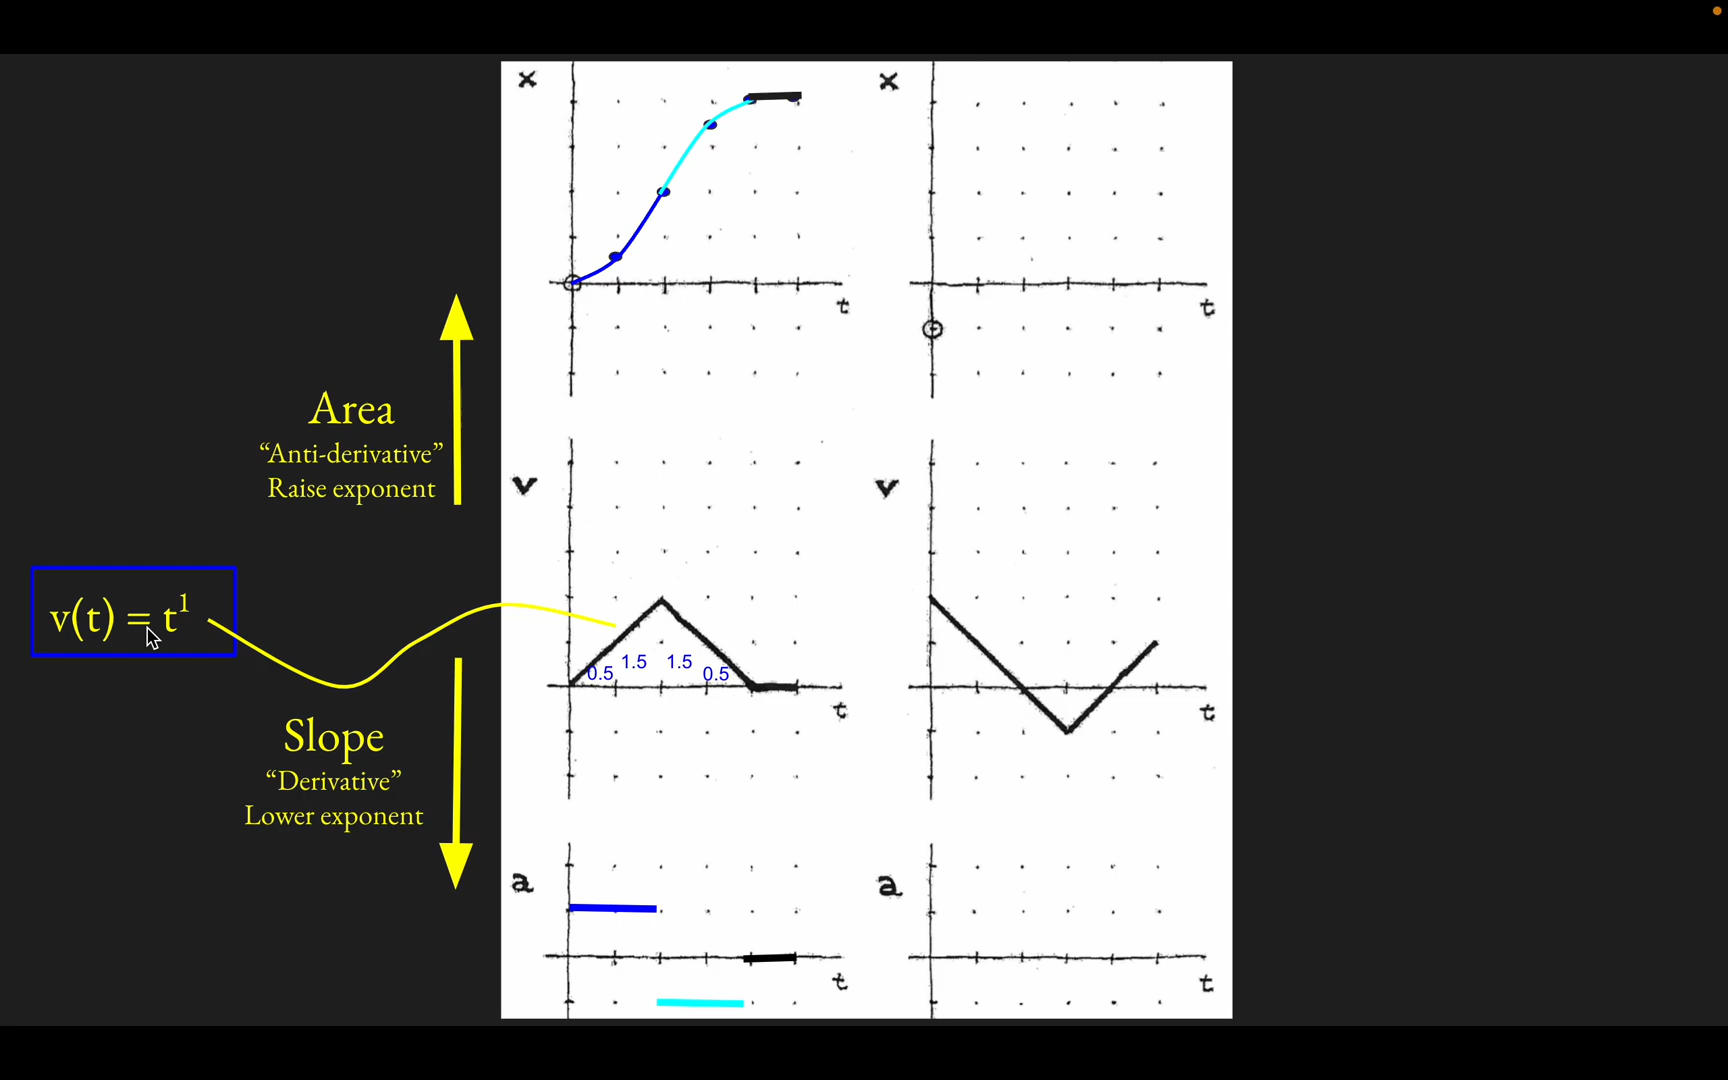 x
x
t
t
Area
“Anti-derivative”
Raise exponent
v
v
v(t) = t¹
0.5
1.5
1.5
0.5
t
t
Slope
“Derivative”
Lower exponent
a
a
t
t